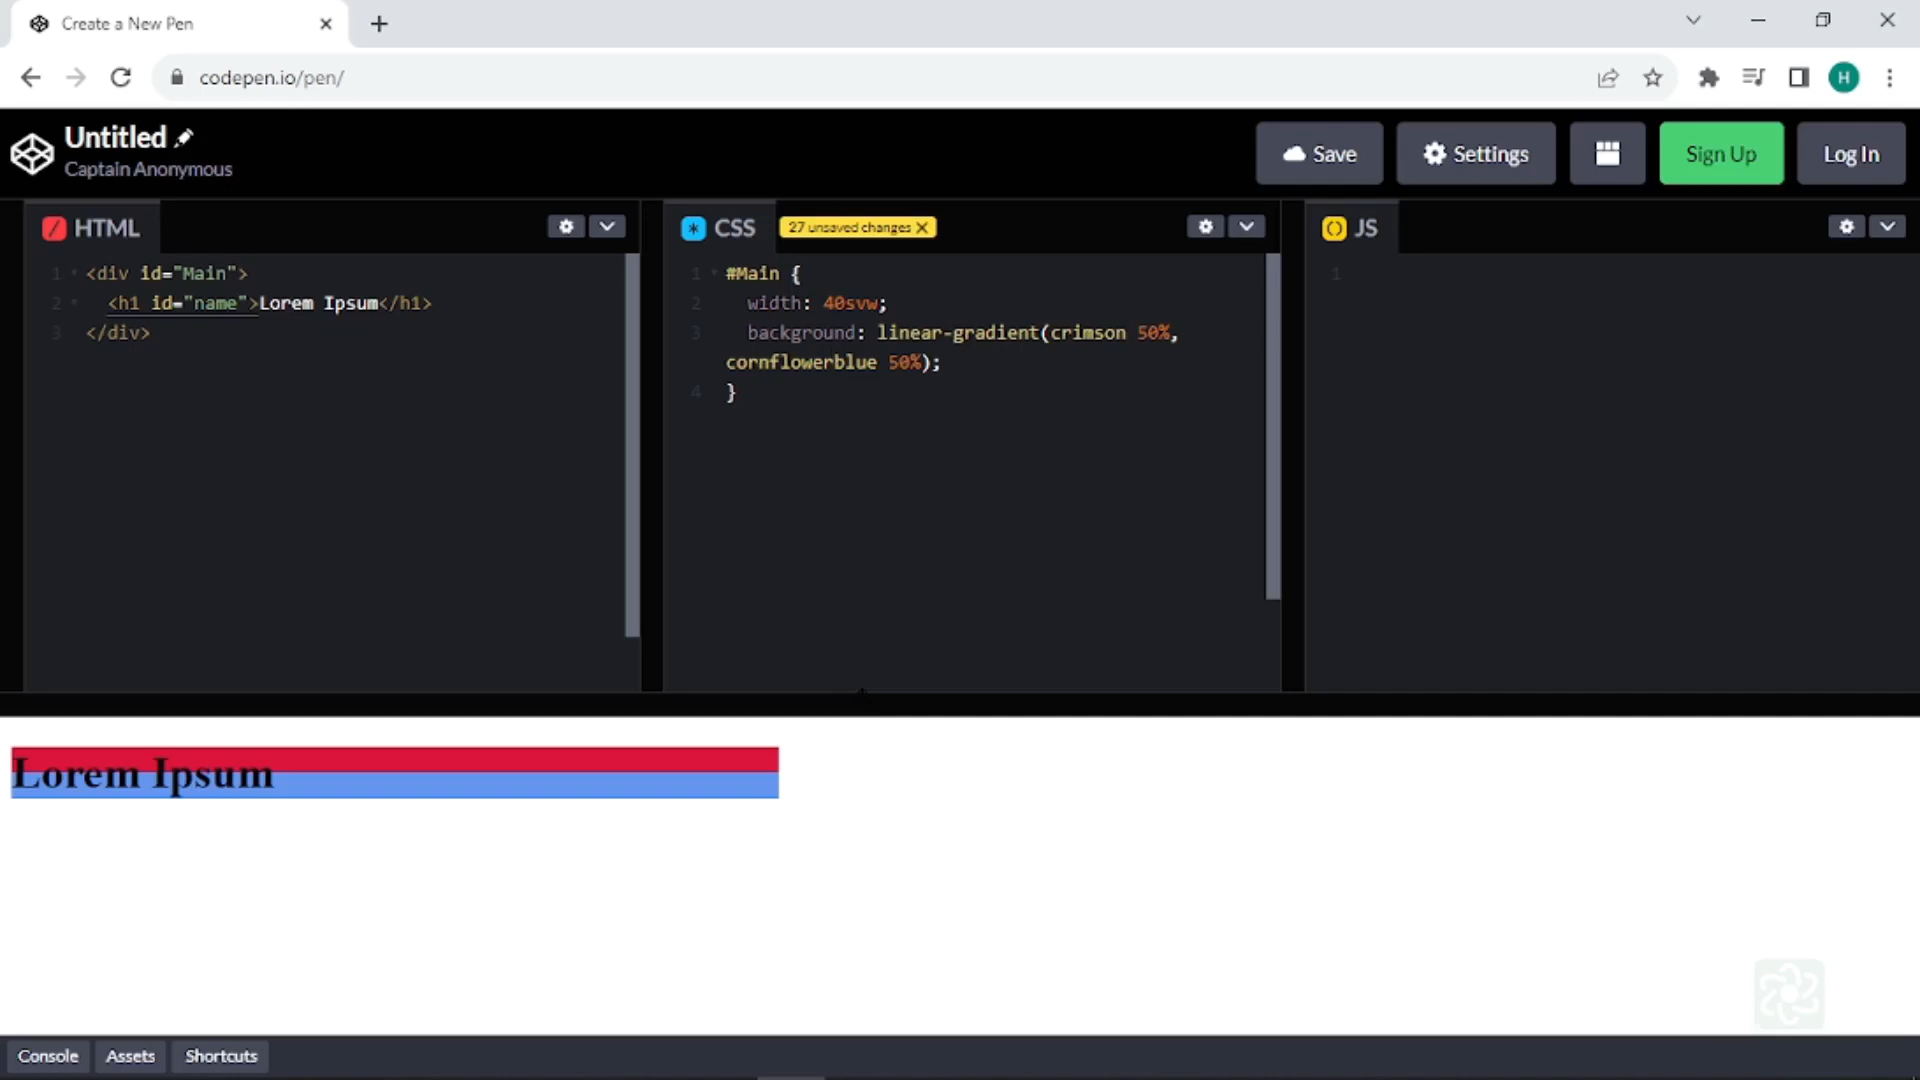 Create a New Pen
codepen.io/pen/
H
Untitled
Captain Anonymous
Save
Settings
Sign Up
Log In
HTML
1 <div id="Main">
2 <h1 id="name">Lorem Ipsum</h1>
3 </div>
CSS
27 unsaved changes
1 #Main {
2 width: 40svw;
3 background: linear-gradient(crimson 50%,
cornflowerblue 50%);
4 }
JS
1
Lorem Ipsum
Console
Assets
Shortcuts